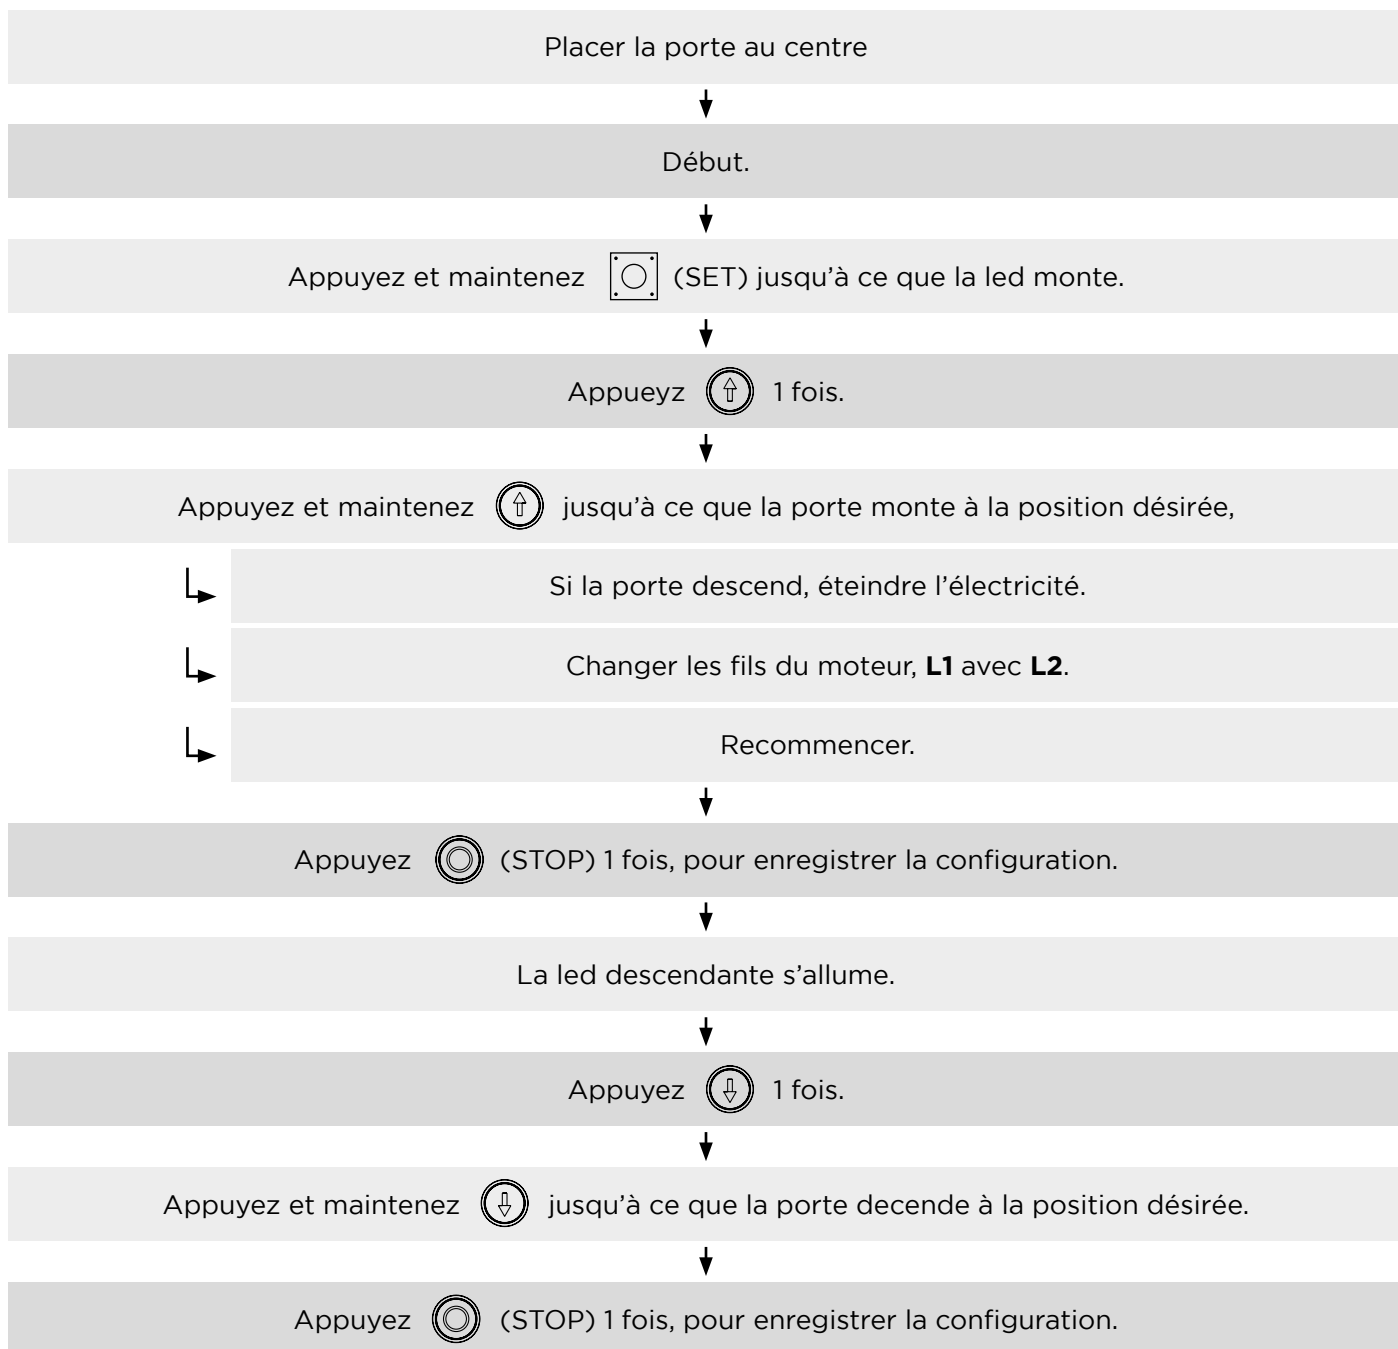 Placer la porte au centre
Début.
Appuyez et maintenez (SET) jusqu'à ce que la led monte.
Appueyz 1 fois.
Appuyez et maintenez jusqu'à ce que la porte monte à la position désirée,
Si la porte descend, éteindre l'électricité.
Changer les fils du moteur, L1 avec L2.
Recommencer.
Appuyez (STOP) 1 fois, pour enregistrer la configuration.
La led descendante s'allume.
Appuyez 1 fois.
Appuyez et maintenez jusqu'à ce que la porte decende à la position désirée.
Appuyez (STOP) 1 fois, pour enregistrer la configuration.